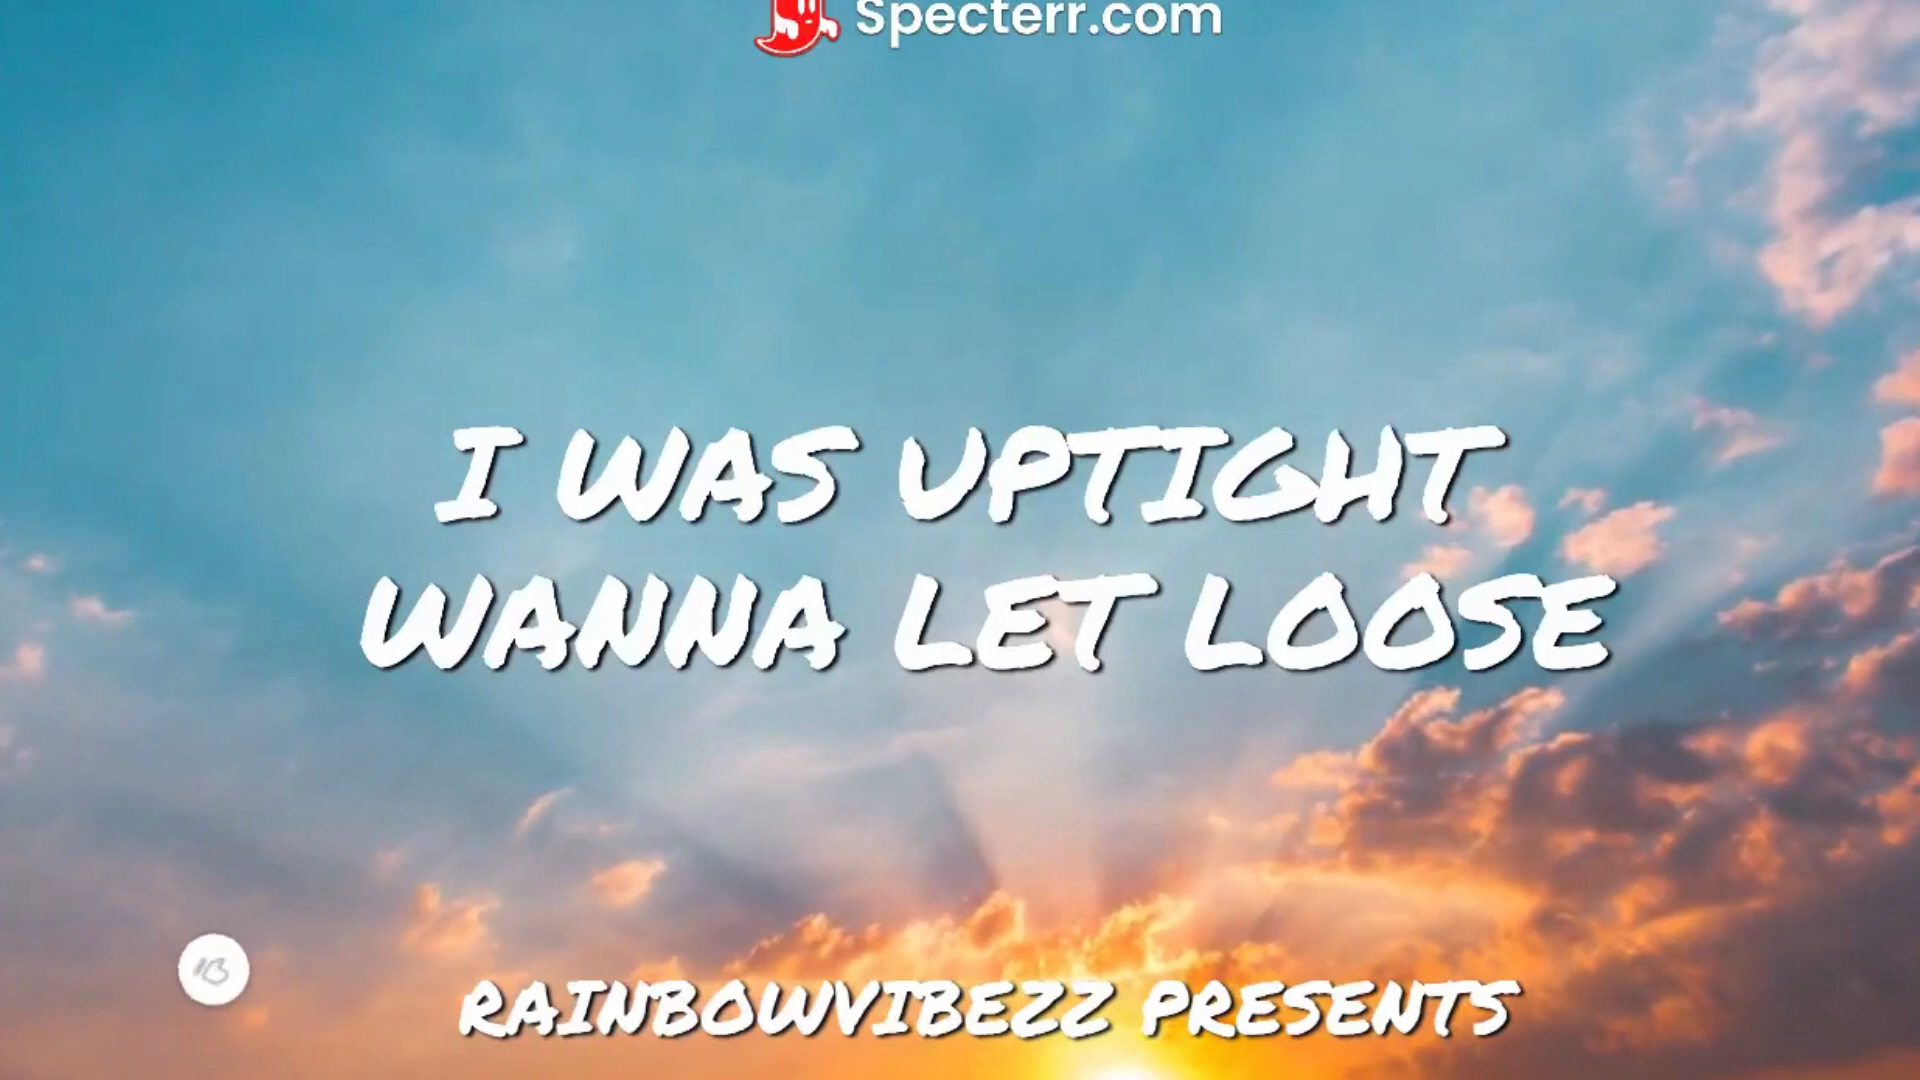 Specterr.com
I WAS UPTIGHT
WANNA LET LOOSE
RAINBOWVIBEZZ PRESENTS